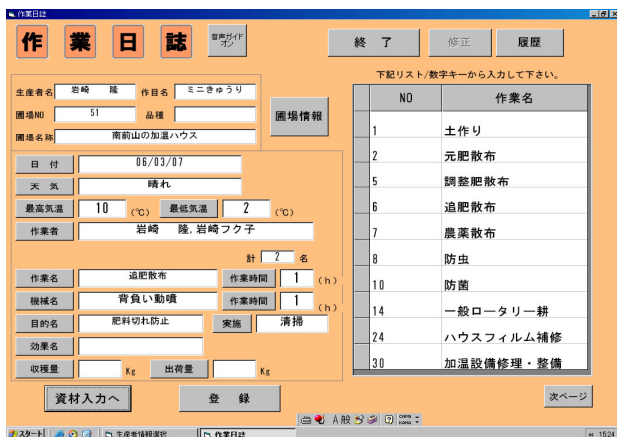 作業日誌
作 業 日 誌
音声ガイド
オン
終 了
修正
履歴
下記リスト/数字キーから入力して下さい。
生産者名 岩崎 隆 作目名 ミニきゅうり
圃場NO 51 品種
圃場名称 南前山の加温ハウス
圃場情報
日 付 06/03/07
天 気 晴れ
最高気温 10 (℃) 最低気温 2 (℃)
作業者 岩崎 隆,岩崎フク子
計 2 名
作業名 追肥散布 作業時間 1 (h)
機械名 背負い動噴 作業時間 1 (h)
目的名 肥料切れ防止 実施 清掃
効果名
収穫量 Kg 出荷量 Kg
資材入力へ
登 録
NO 作業名
1 土作り
2 元肥散布
5 調整肥散布
6 追肥散布
7 農薬散布
8 防虫
10 防菌
14 一般ロータリー耕
24 ハウスフィルム補修
30 加温設備修理・整備
次ページ
A 般
CAPS
KANA
スタート
生産者情報選択
作業日誌
15:24